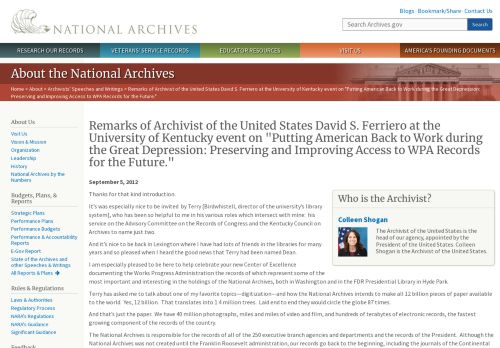 NATIONAL ARCHIVES
Blogs · Bookmark/Share · Contact Us
Search Archives.gov
Search
RESEARCH OUR RECORDS
VETERANS' SERVICE RECORDS
EDUCATOR RESOURCES
VISIT US
AMERICA'S FOUNDING DOCUMENTS
About the National Archives
Home > About > Archivists' Speeches and Writings > Remarks of Archivist of the United States David S. Ferriero at the University of Kentucky event on "Putting American Back to Work during the Great Depression:
Preserving and Improving Access to WPA Records for the Future."
About Us
Visit Us
Vision & Mission
Organization
Leadership
History
National Archives by the
Numbers
Budgets, Plans, &
Reports
Strategic Plans
Performance Plans
Performance Budgets
Performance & Accountability
Reports
E-Gov Report
State of the Archives and
other Speeches & Writings
All Reports & Plans
Rules & Regulations
Laws & Authorities
Regulatory Process
NARA's Regulations
NARA's Guidance
Significant Guidance
Feedback
Remarks of Archivist of the United States David S. Ferriero at the
University of Kentucky event on "Putting American Back to Work during
the Great Depression: Preserving and Improving Access to WPA Records
for the Future."
September 5, 2012
Thanks for that kind introduction.
It's was especially nice to be invited by Terry [Birdwhistell, director of the university's library
system], who has been so helpful to me in his various roles which intersect with mine: his
service on the Advisory Committee on the Records of Congress and the Kentucky Council on
Archives to name just two.
And it's nice to be back in Lexington where I have had lots of friends in the libraries for many
years and so pleased when I heard the good news that Terry had been named Dean.
I am especially pleased to be here to help celebrate your new Center of Excellence
documenting the Works Progress Administration the records of which represent some of the
most important and interesting in the holdings of the National Archives, both in Washington and in the FDR Presidential Library in Hyde Park.
Terry has asked me to talk about one of my favorite topics—digitization—and how the National Archives intends to make all 12 billion pieces of paper available
to the world. Yes, 12 billion. That translates into 1.4 million trees. Laid end to end they would circle the globe 87 times.
And that's just the paper. We have 40 million photographs, miles and miles of video and film, and hundreds of terabytes of electronic records, the fastest
growing component of the records of the country.
The National Archives is responsible for the records of all of the 250 executive branch agencies and departments and the records of the President. Although the
National Archives was not created until the Franklin Roosevelt administration, our records go back to the beginning, including the journals of the Continental
Who is the Archivist?
Colleen Shogan
The Archivist of the United States is the
head of our agency, appointed by the
President of the United States. Colleen
Shogan is the Archivist of the United States.